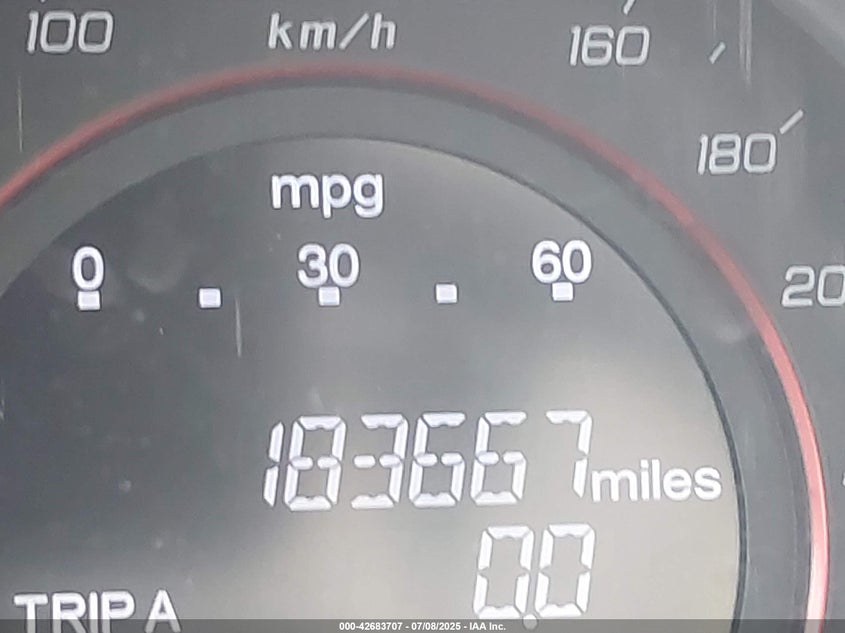 100 km/h 160
180
mpg
0 30 60
20
183667 miles
0.0
TRIP A
000-42683707 - 07/08/2025 - IAA Inc.